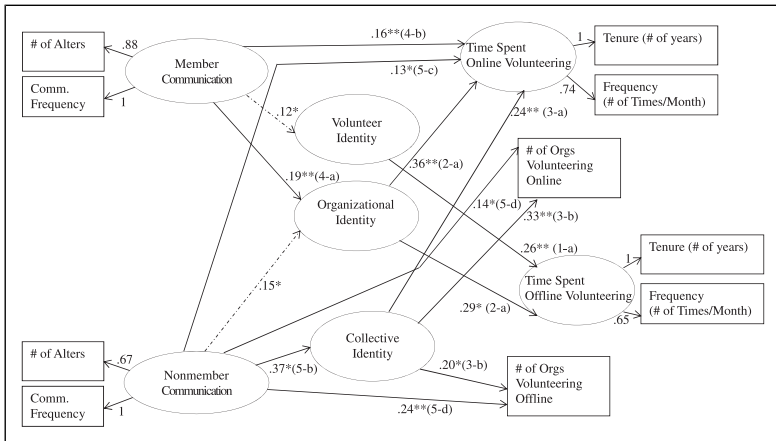 # of Alters
.88
Comm.
Frequency
1
Member
Communication
.16**(4-b)
.13*(5-c)
Time Spent
Online Volunteering
1
Tenure (# of years)
.74
Frequency
(# of Times/Month)
.12*
Volunteer
Identity
.24** (3-a)
.36**(2-a)
# of Orgs
Volunteering
Online
.19**(4-a)
Organizational
Identity
.14*(5-d)
.33**(3-b)
.26** (1-a)
1
Tenure (# of years)
Time Spent
Offline Volunteering
.15*
.29* (2-a)
.65
Frequency
(# of Times/Month)
# of Alters
.67
Comm.
Frequency
1
Nonmember
Communication
.37*(5-b)
Collective
Identity
.20*(3-b)
.24**(5-d)
# of Orgs
Volunteering
Offline